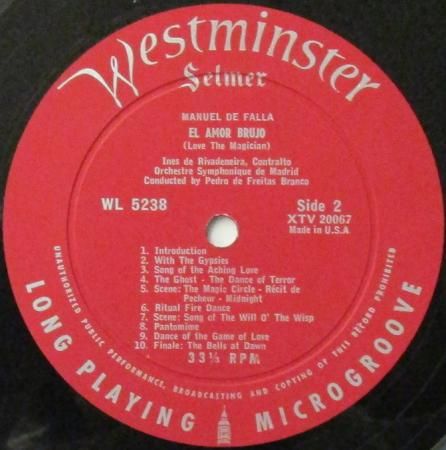 Westminster
Selmer
MANUEL DE FALLA
EL AMOR BRUJO
(Love The Magician)
Ines de Rivadeneira, Contralto
Orchestre Symphonique de Madrid
Conducted by Pedro de Freitas Branco
WL 5238
Side 2
XTV 20067
Made in U.S.A
1. Introduction
2. With The Gypsies
3. Song of the Aching Love
4. The Ghost - The Dance of Terror
5. Scene: The Magic Circle - Récit de
Pecheur - Midnight
6. Ritual Fire Dance
7. Scene: Song of The Will O' The Wisp
8. Pantomime
9. Dance of the Game of Love
10. Finale: The Bells at Dawn
33⅓ RPM
UNAUTHORIZED PUBLIC PERFORMANCE, BROADCASTING AND COPYING OF THIS RECORD PROHIBITED
LONG PLAYING MICROGROOVE